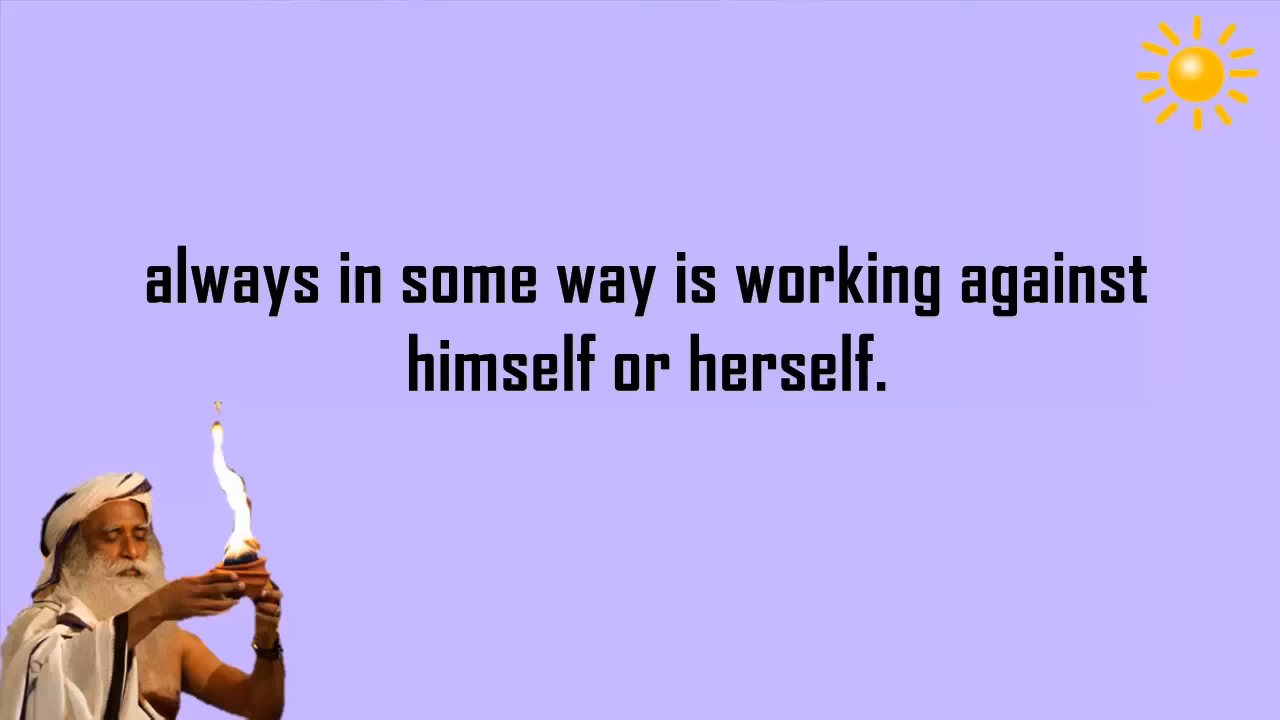 always in some way is working against
himself or herself.